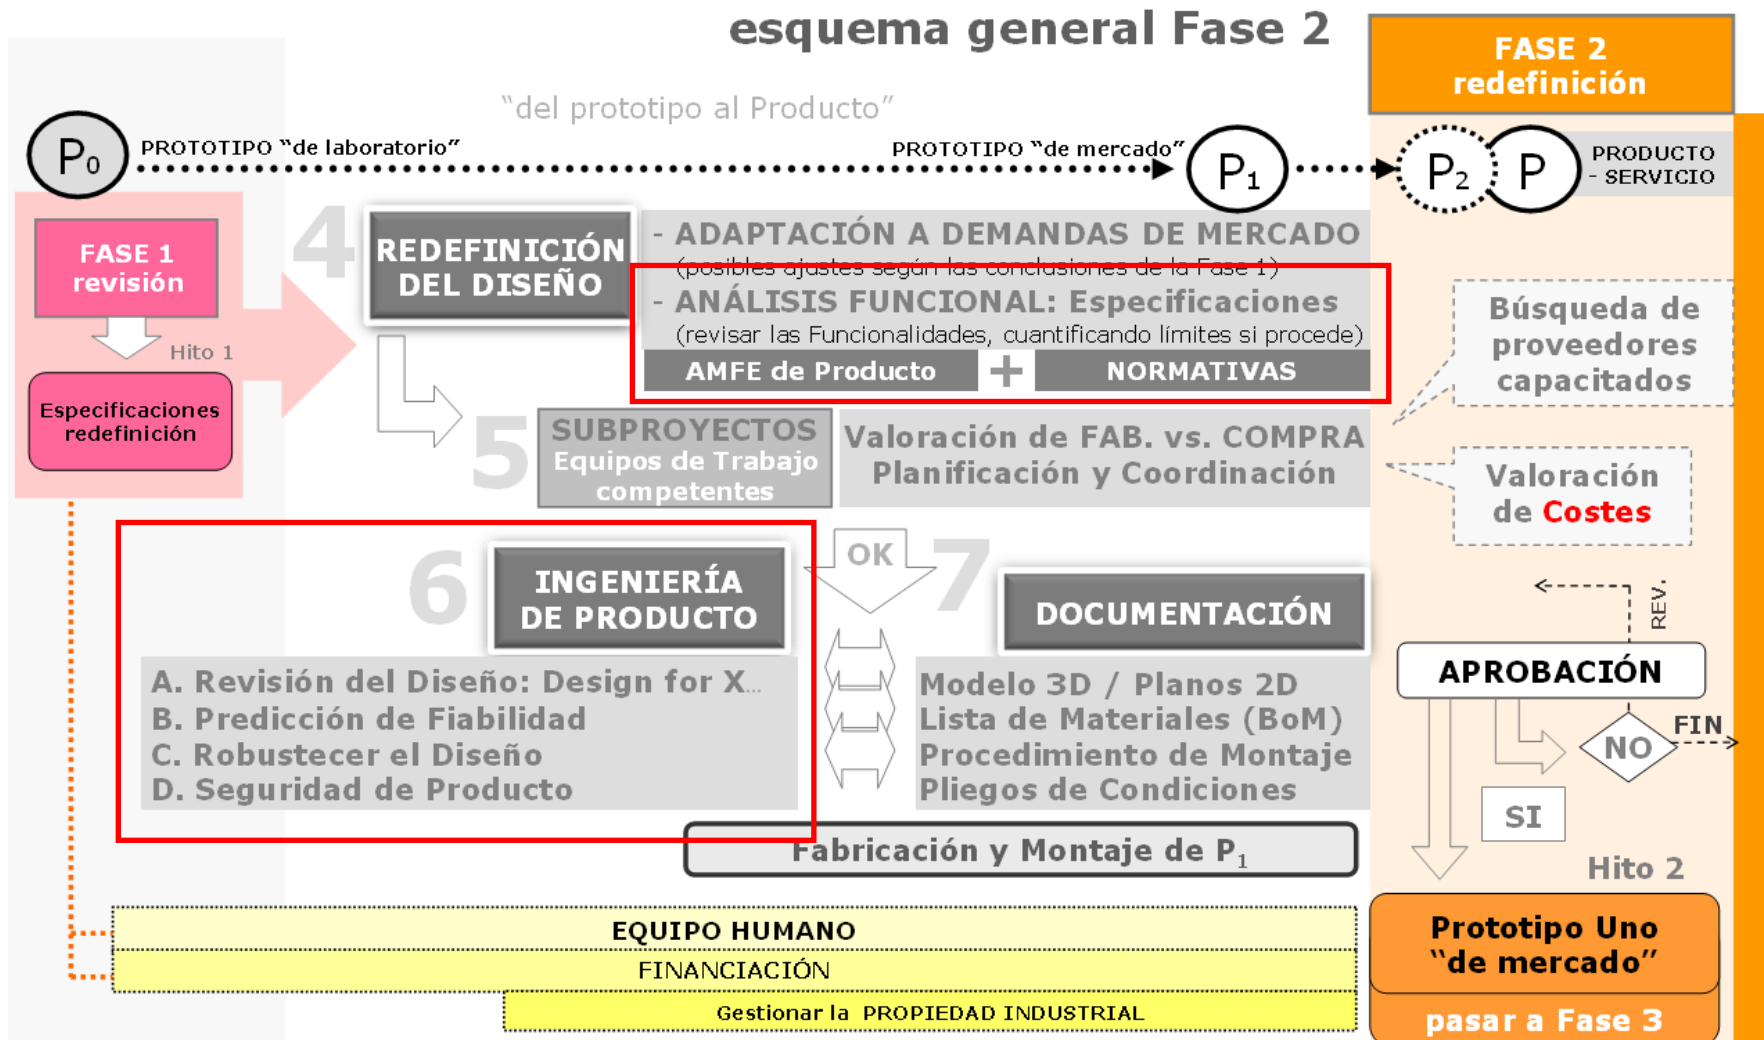 esquema general Fase 2
FASE 2
redefinición
“del prototipo al Producto”
P0
PROTOTIPO “de laboratorio”
PROTOTIPO “de mercado”
P1
P2
P
PRODUCTO
- SERVICIO
FASE 1
revisión
Hito 1
Especificaciones
redefinición
4
REDEFINICIÓN
DEL DISEÑO
- ADAPTACIÓN A DEMANDAS DE MERCADO
(posibles ajustes según las conclusiones de la Fase 1)
- ANÁLISIS FUNCIONAL: Especificaciones
(revisar las Funcionalidades, cuantificando límites si procede)
AMFE de Producto
+
NORMATIVAS
Búsqueda de
proveedores
capacitados
5
SUBPROYECTOS
Equipos de Trabajo
competentes
Valoración de FAB. vs. COMPRA
Planificación y Coordinación
Valoración
de Costes
6
INGENIERÍA
DE PRODUCTO
A. Revisión del Diseño: Design for X...
B. Predicción de Fiabilidad
C. Robustecer el Diseño
D. Seguridad de Producto
OK
7
DOCUMENTACIÓN
Modelo 3D / Planos 2D
Lista de Materiales (BoM)
Procedimiento de Montaje
Pliegos de Condiciones
REV.
APROBACIÓN
NO
FIN
SI
Fabricación y Montaje de P1
Hito 2
EQUIPO HUMANO
FINANCIACIÓN
Gestionar la PROPIEDAD INDUSTRIAL
Prototipo Uno
“de mercado”
pasar a Fase 3